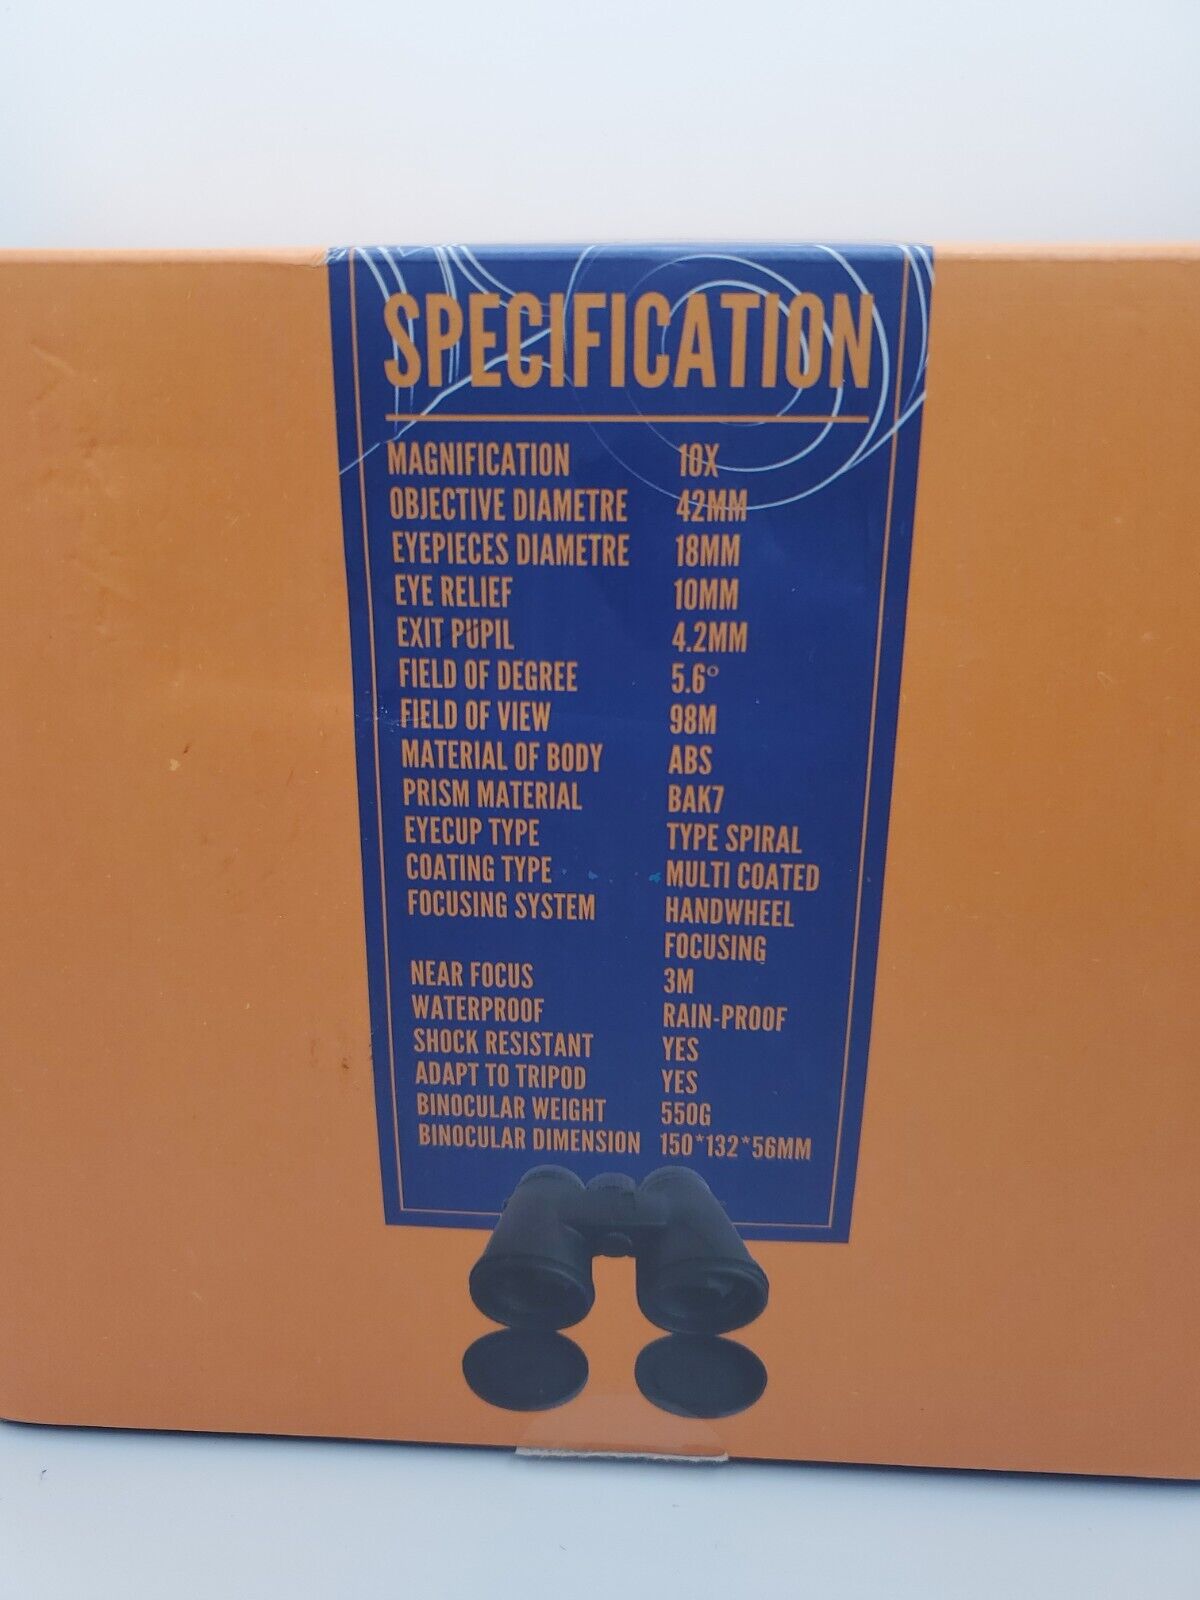 SPECIFICATION
MAGNIFICATION 10X
OBJECTIVE DIAMETRE 42MM
EYEPIECES DIAMETRE 18MM
EYE RELIEF 10MM
EXIT PUPIL 4.2MM
FIELD OF DEGREE 5.6°
FIELD OF VIEW 98M
MATERIAL OF BODY ABS
PRISM MATERIAL BAK7
EYECUP TYPE TYPE SPIRAL
COATING TYPE MULTI COATED
FOCUSING SYSTEM HANDWHEEL
FOCUSING
NEAR FOCUS 3M
WATERPROOF RAIN-PROOF
SHOCK RESISTANT YES
ADAPT TO TRIPOD YES
BINOCULAR WEIGHT 550G
BINOCULAR DIMENSION 150*132*56MM